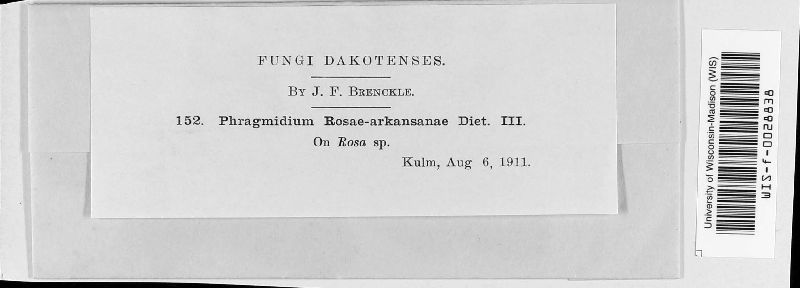 FUNGI DAKOTENSES.
By J. F. Brenckle.
152. Phragmidium Rosae-arkansanae Diet. III.
On Rosa sp.
Kulm, Aug 6, 1911.
University of Wisconsin-Madison (WIS)
WIS-f-0002838